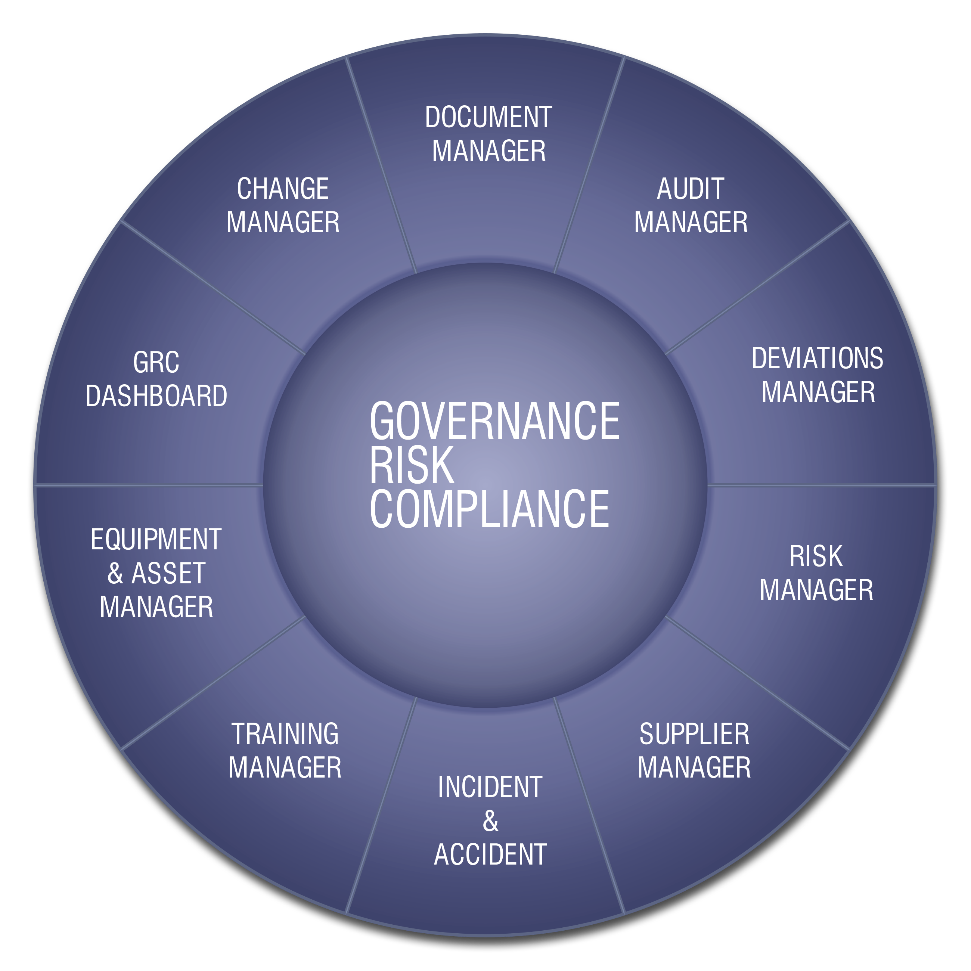 DOCUMENT
MANAGER
AUDIT
MANAGER
DEVIATIONS
MANAGER
RISK
MANAGER
SUPPLIER
MANAGER
INCIDENT
&
ACCIDENT
TRAINING
MANAGER
EQUIPMENT
& ASSET
MANAGER
GRC
DASHBOARD
CHANGE
MANAGER
GOVERNANCE
RISK
COMPLIANCE